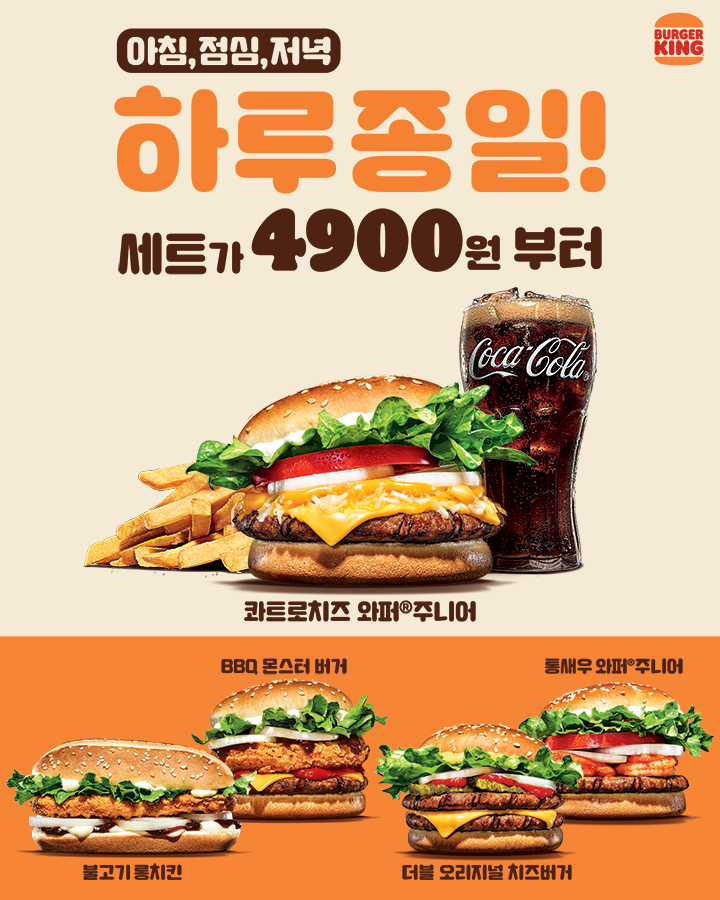 아침,점심,저녁
BURGER
KING
하루종일!
세트가 4900원 부터
Coca-Cola
콰트로치즈 와퍼®주니어
BBQ 몬스터 버거
통새우 와퍼®주니어
불고기 롱치킨
더블 오리지널 치즈버거